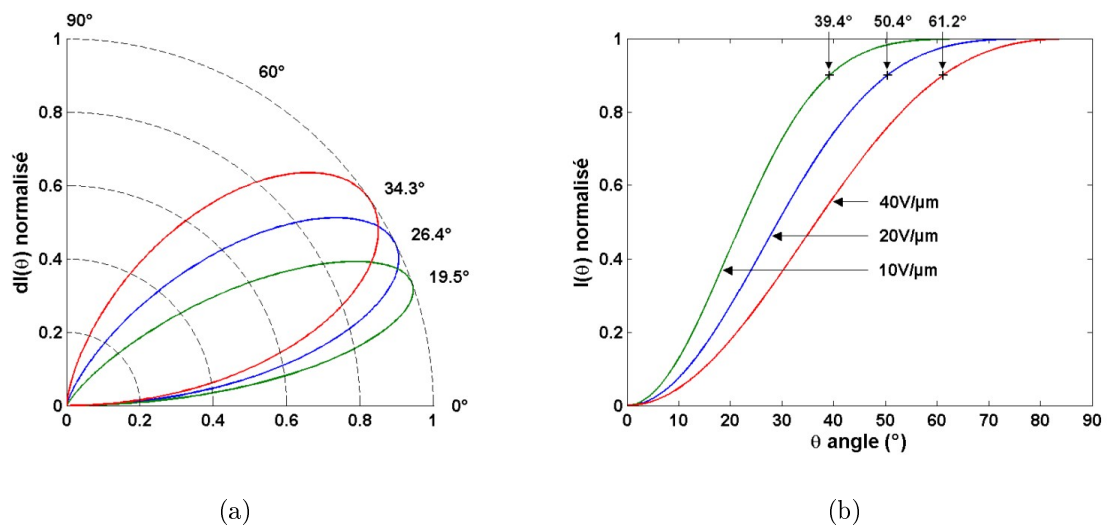 90°
60°
34.3°
26.4°
19.5°
0°
1
0.8
0.6
0.4
0.2
0
0 0.2 0.4 0.6 0.8 1
dI(θ) normalisé
(a)
39.4° 50.4° 61.2°
1
0.8
0.6
0.4
0.2
0
40V/µm
20V/µm
10V/µm
0 10 20 30 40 50 60 70 80 90
I(θ) normalisé
θ angle (°)
(b)